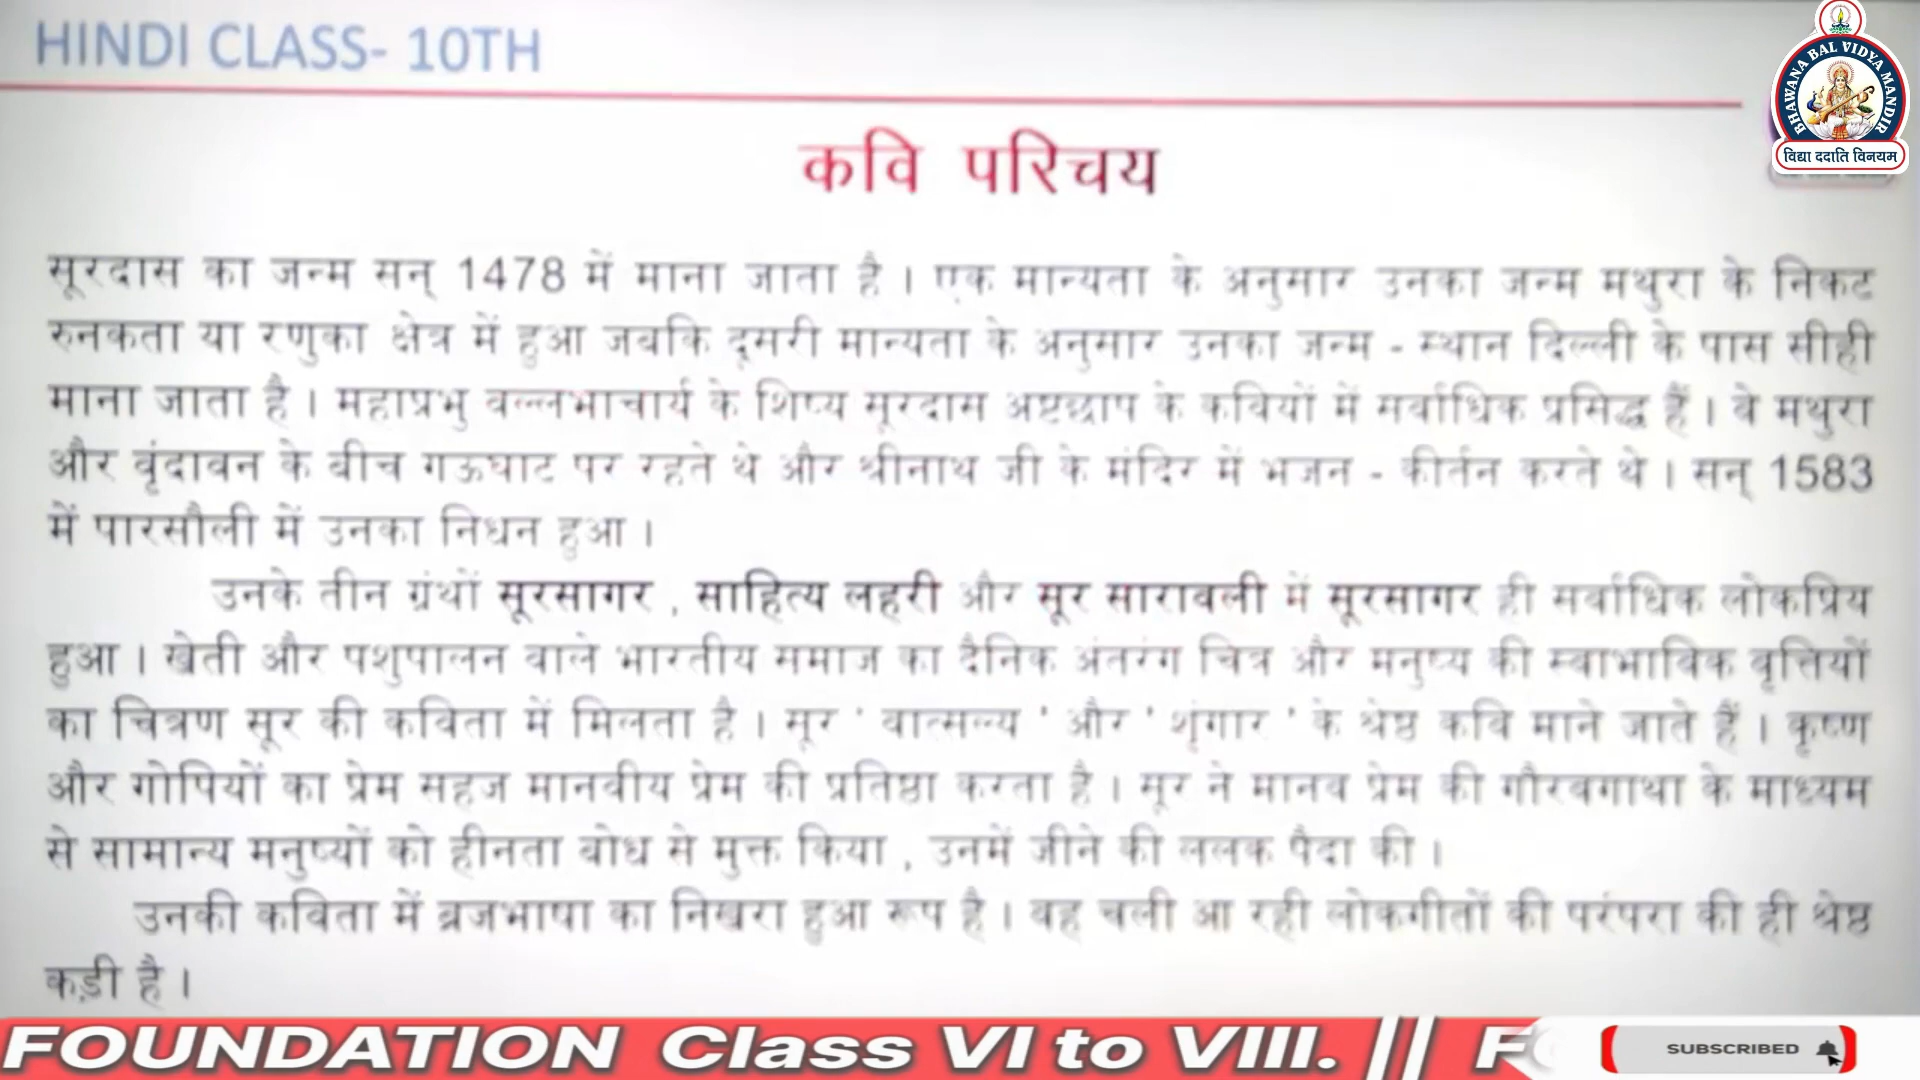 HINDI CLASS- 10TH
BHAWANA BAL VIDYA MANDIR
विद्या ददाति विनयम
कवि परिचय
सूरदास का जन्म सन् 1478 में माना जाता है । एक मान्यता के अनुसार उनका जन्म मथुरा के निकट
रुनकता या रेणुका क्षेत्र में हुआ जबकि दूसरी मान्यता के अनुसार उनका जन्म - स्थान दिल्ली के पास सीही
माना जाता है । महाप्रभु वल्लभाचार्य के शिष्य सूरदास अष्टछाप के कवियों में सर्वाधिक प्रसिद्ध हैं । वे मथुरा
और वृंदावन के बीच गऊघाट पर रहते थे और श्रीनाथ जी के मंदिर में भजन - कीर्तन करते थे । सन् 1583
में पारसौली में उनका निधन हुआ ।
उनके तीन ग्रंथों सूरसागर , साहित्य लहरी और सूर सारावली में सूरसागर ही सर्वाधिक लोकप्रिय
हुआ । खेती और पशुपालन वाले भारतीय समाज का दैनिक अंतरंग चित्र और मनुष्य की स्वाभाविक वृत्तियों
का चित्रण सूर की कविता में मिलता है । सूर ' वात्सल्य ' और ' शृंगार ' के श्रेष्ठ कवि माने जाते हैं । कृष्ण
और गोपियों का प्रेम सहज मानवीय प्रेम की प्रतिष्ठा करता है । सूर ने मानव प्रेम की गौरवगाथा के माध्यम
से सामान्य मनुष्यों को हीनता बोध से मुक्त किया , उनमें जीने की ललक पैदा की ।
उनकी कविता में ब्रजभाषा का निखरा हुआ रूप है । वह चली आ रही लोकगीतों की परंपरा की ही श्रेष्ठ
कड़ी है ।
FOUNDATION Class VI to VIII. || F
SUBSCRIBED